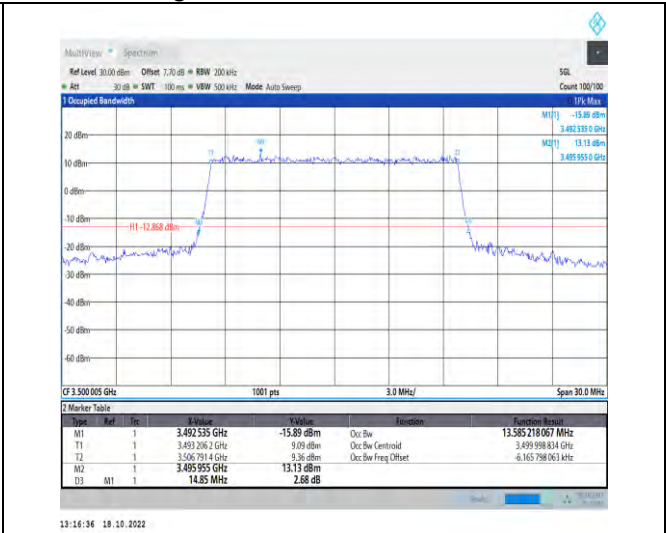 MultiView Spectrum
Ref Level 30.00 dBm Offset 7.70 dB RBW 200 kHz SGL
Att 30 dB SWT 100 ms VBW 500 kHz Mode Auto Sweep Count 100/100
1 Occupied Bandwidth 1Pk Max
M1[1] -15.89 dBm
3.492 535 0 GHz
M2[1] 13.13 dBm
3.495 955 0 GHz
20 dBm
10 dBm
0 dBm
-10 dBm
H1 -12.868 dBm
-20 dBm
-30 dBm
-40 dBm
-50 dBm
-60 dBm
CF 3.500 005 GHz 1001 pts 3.0 MHz/ Span 30.0 MHz
2 Marker Table
Type Ref Trc X-Value Y-Value Function Function Result
M1 1 3.492 535 GHz -15.89 dBm Occ Bw 13.585 218 067 MHz
T1 1 3.493 206 2 GHz 9.09 dBm Occ Bw Centroid 3.499 998 834 GHz
T2 1 3.506 791 4 GHz 9.36 dBm Occ Bw Freq Offset -6.165 798 063 kHz
M2 1 3.495 955 GHz 13.13 dBm
D3 M1 1 14.85 MHz 2.68 dB
13:16:36 18.10.2022